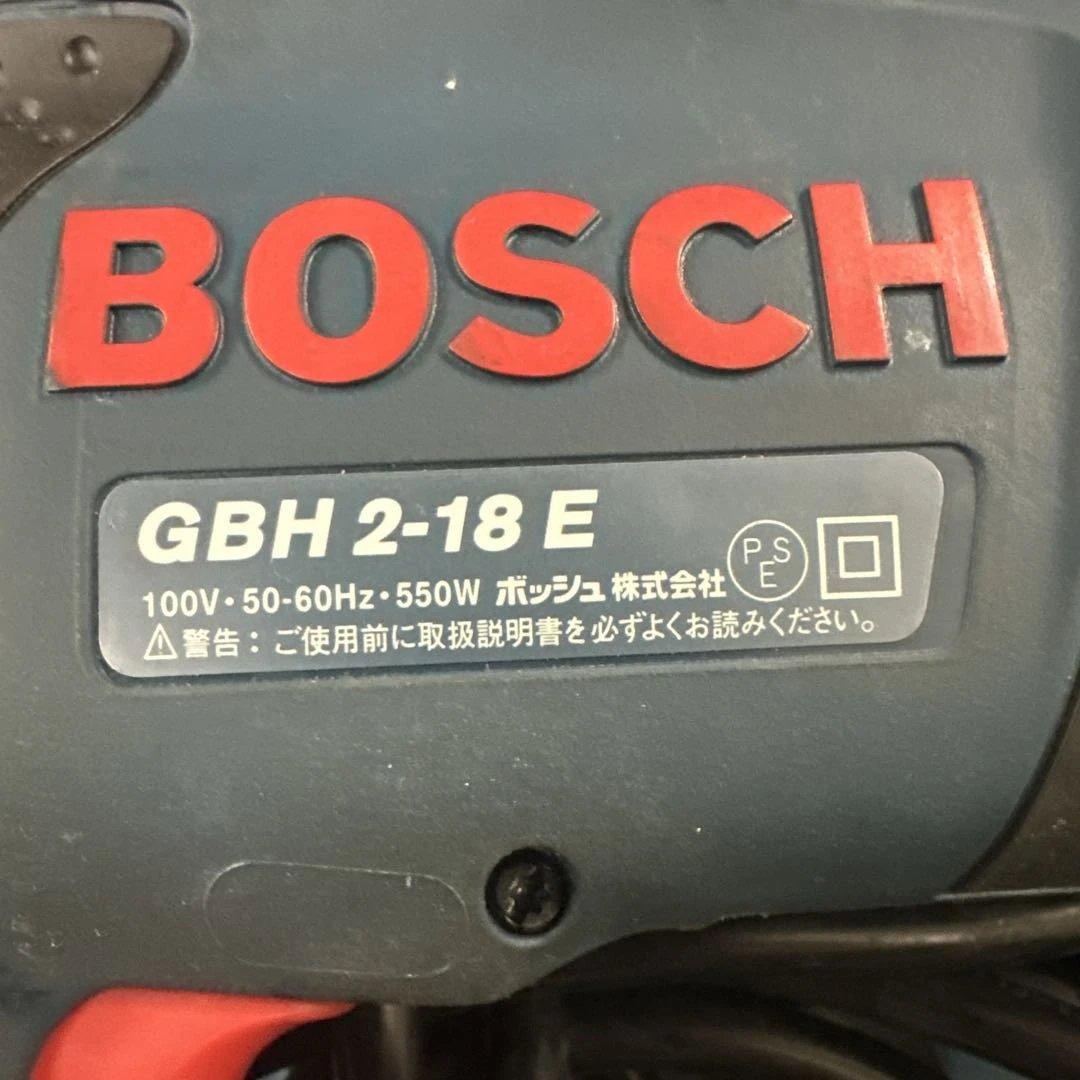 BOSCH
GBH 2-18 E
100V・50-60Hz・550W ボッシュ株式会社 PSE
⚠警告：ご使用前に取扱説明書を必ずよくお読みください。